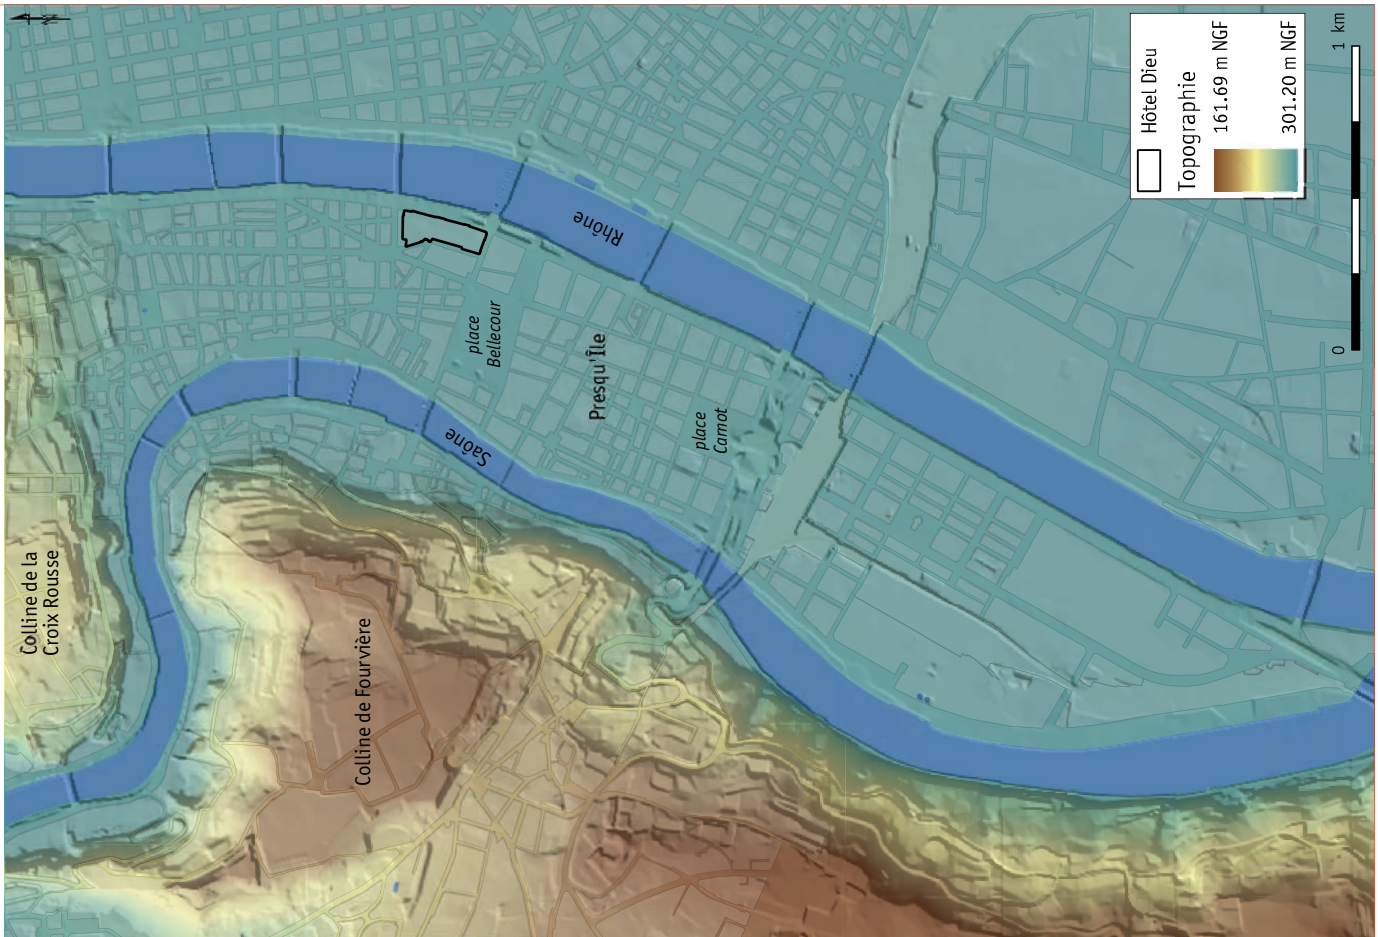 N
Colline de la
Croix Rousse
Colline de Fourvière
Saône
Rhône
place
Bellecour
Presqu'Île
place
Carnot
Hôtel Dieu
Topographie
161.69 m NGF
301.20 m NGF
0
1 km